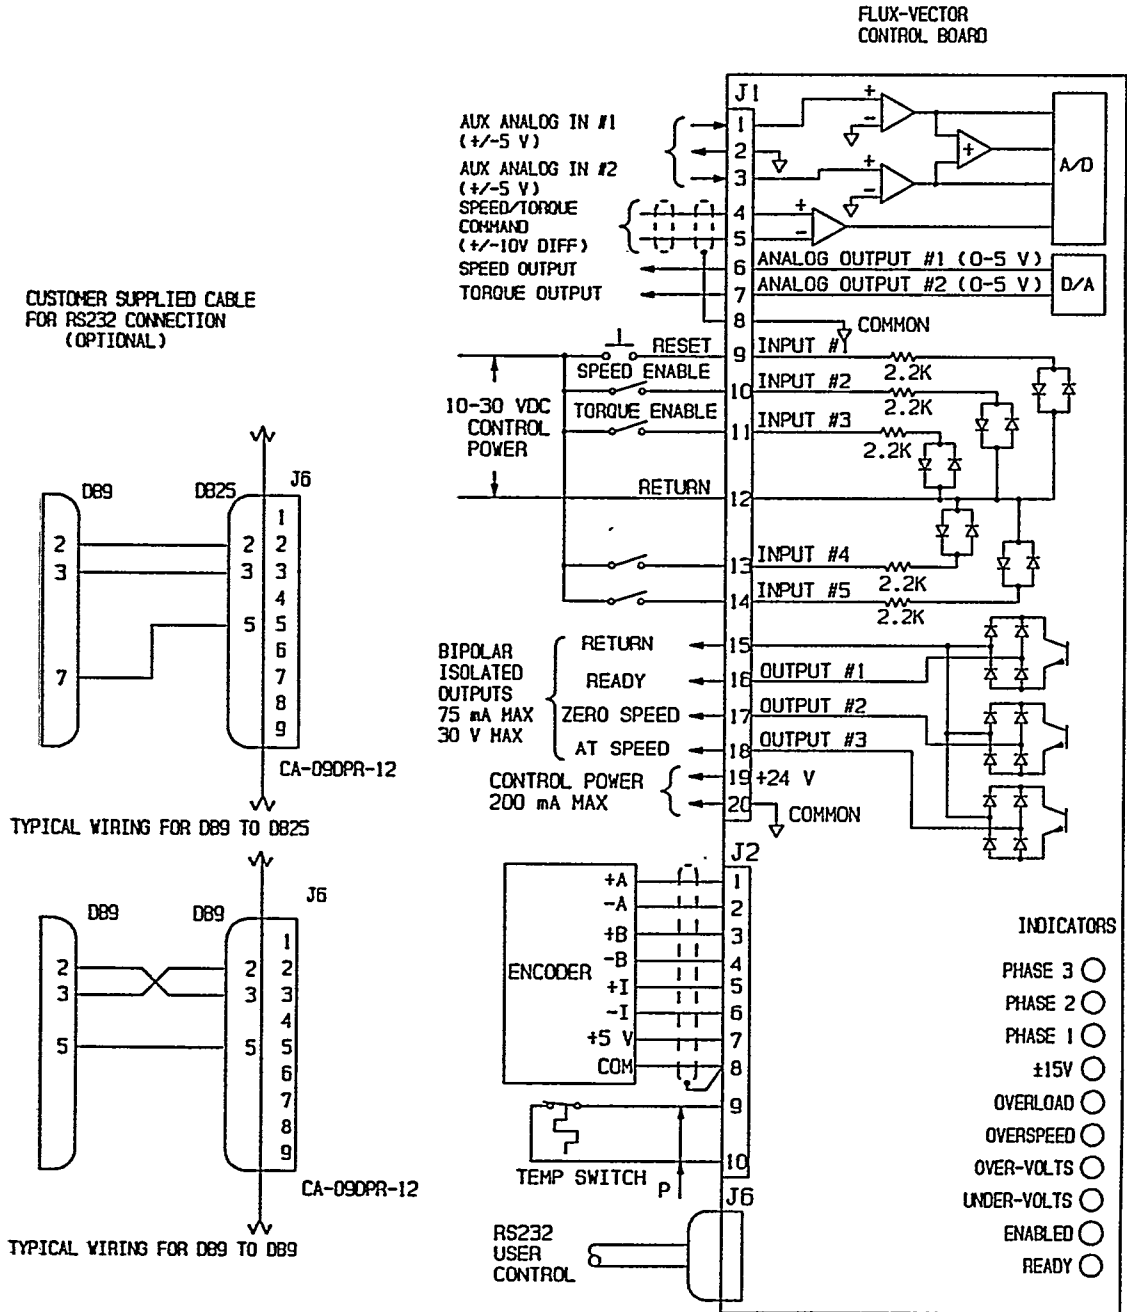 FLUX-VECTOR
CONTROL BOARD
J1
AUX ANALOG IN #1
(+/-5 V)
AUX ANALOG IN #2
(+/-5 V)
SPEED/TORQUE
COMMAND
(+/-10V DIFF)
SPEED OUTPUT
TORQUE OUTPUT
1
2
3
4
5
6 ANALOG OUTPUT #1 (0-5 V)
7 ANALOG OUTPUT #2 (0-5 V)
8 COMMON
+
-
+
+
-
+
-
A/D
D/A
RESET 9 INPUT #1 2.2K
SPEED ENABLE 10 INPUT #2 2.2K
TORQUE ENABLE 11 INPUT #3 2.2K
10-30 VDC
CONTROL
POWER
RETURN 12
13 INPUT #4 2.2K
14 INPUT #5 2.2K
BIPOLAR
ISOLATED
OUTPUTS
75 mA MAX
30 V MAX
RETURN 15
READY 16 OUTPUT #1
ZERO SPEED 17 OUTPUT #2
AT SPEED 18 OUTPUT #3
CONTROL POWER
200 mA MAX
19 +24 V
20 COMMON
J2
ENCODER
+A 1
-A 2
+B 3
-B 4
+I 5
-I 6
+5 V 7
COM 8
9
10
TEMP SWITCH
P
J6
RS232
USER
CONTROL
INDICATORS
PHASE 3
PHASE 2
PHASE 1
±15V
OVERLOAD
OVERSPEED
OVER-VOLTS
UNDER-VOLTS
ENABLED
READY
CUSTOMER SUPPLIED CABLE
FOR RS232 CONNECTION
(OPTIONAL)
DB9 DB25 J6
1
2 2 2
3 3 3
4
5 5
6
7 7
8
9
CA-09DPR-12
TYPICAL WIRING FOR DB9 TO DB25
DB9 DB9 J6
1
2 2 2
3 3 3
4
5 5 5
6
7
8
9
CA-09DPR-12
TYPICAL WIRING FOR DB9 TO DB9